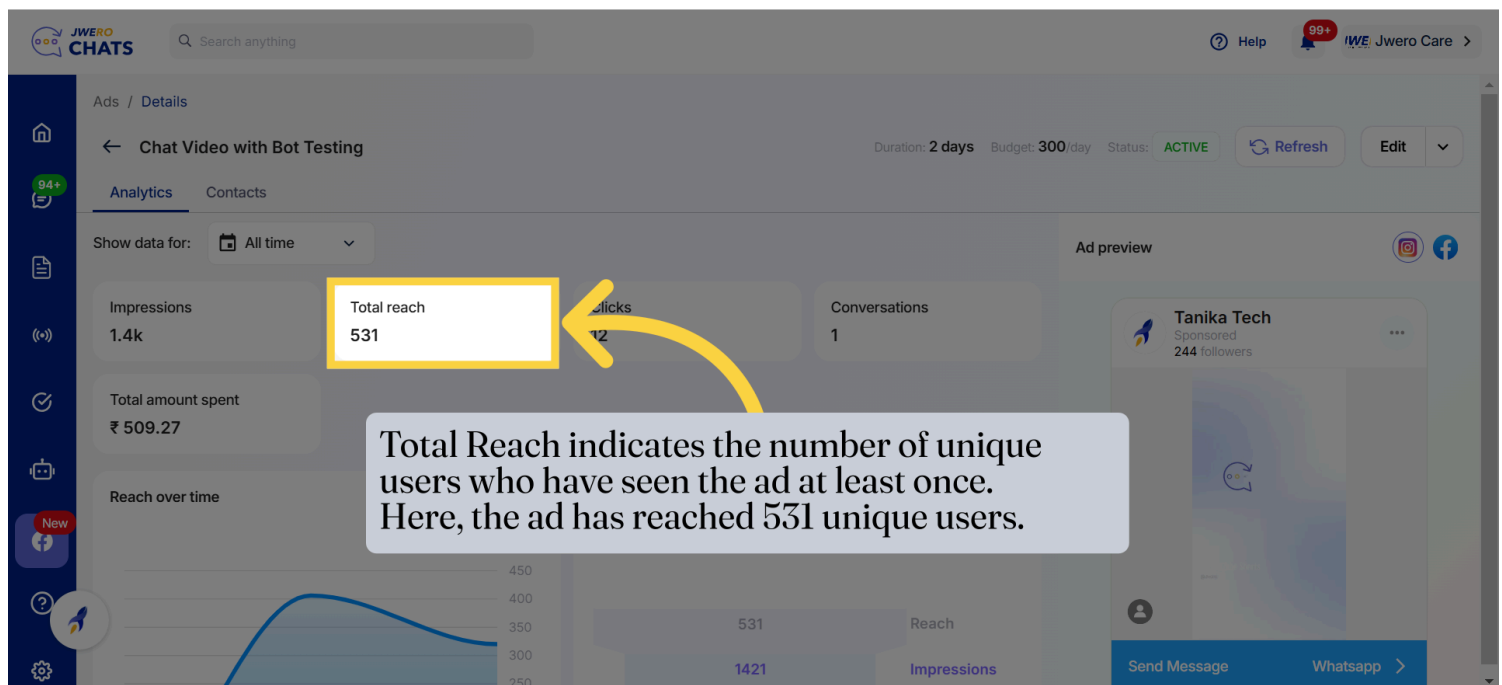 JWERO
CHATS
Search anything
Help
99+
JWE Jwero Care
Ads / Details
Chat Video with Bot Testing
Duration: 2 days Budget: 300/day Status: ACTIVE
Refresh
Edit
94+
Analytics Contacts
Show data for: All time
Ad preview
Impressions
1.4k
Total reach
531
Clicks
12
Conversations
1
Tanika Tech
Sponsored
244 followers
Total amount spent
₹ 509.27
Total Reach indicates the number of unique
users who have seen the ad at least once.
Here, the ad has reached 531 unique users.
Reach over time
New
450
400
350
300
250
531 Reach
1421 Impressions
Send Message Whatsapp